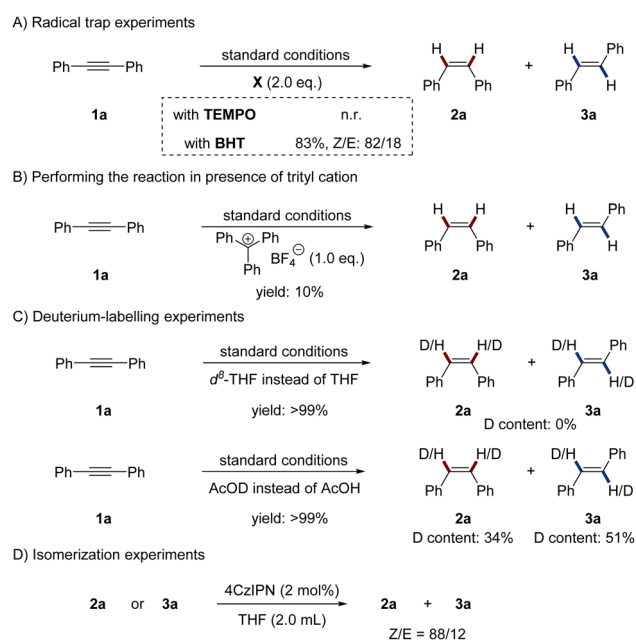 A) Radical trap experiments
H H H Ph
Ph Ph standard conditions + 
X (2.0 eq.) Ph Ph Ph H
1a 2a 3a
with TEMPO n.r.
with BHT 83%, Z/E: 82/18
B) Performing the reaction in presence of trityl cation
H H H Ph
Ph Ph standard conditions +
Ph ⊕ Ph BF4⊖ (1.0 eq.) Ph Ph Ph H
Ph
1a 2a 3a
yield: 10%
C) Deuterium-labelling experiments
D/H H/D D/H Ph
Ph Ph standard conditions +
d8-THF instead of THF Ph Ph Ph H/D
1a yield: >99% 2a 3a
D content: 0%
D/H H/D D/H Ph
Ph Ph standard conditions +
AcOD instead of AcOH Ph Ph Ph H/D
1a yield: >99% 2a 3a
D content: 34% D content: 51%
D) Isomerization experiments
4CzIPN (2 mol%)
2a or 3a 2a + 3a
THF (2.0 mL)
Z/E = 88/12